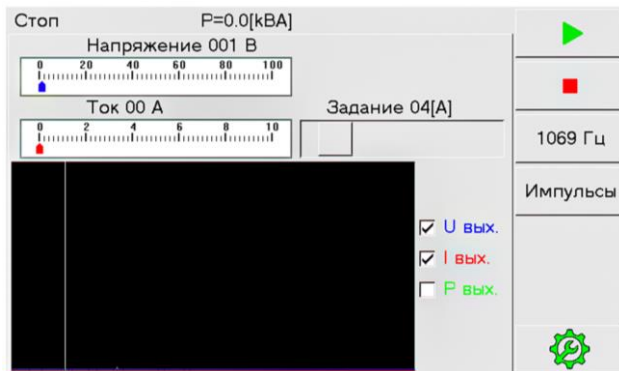 Стоп P=0.0[kBA]
Напряжение 001 В
0 20 40 60 80 100
Ток 00 А
0 2 4 6 8 10
Задание 04[А]
1069 Гц
Импульсы
U вых.
I вых.
P вых.